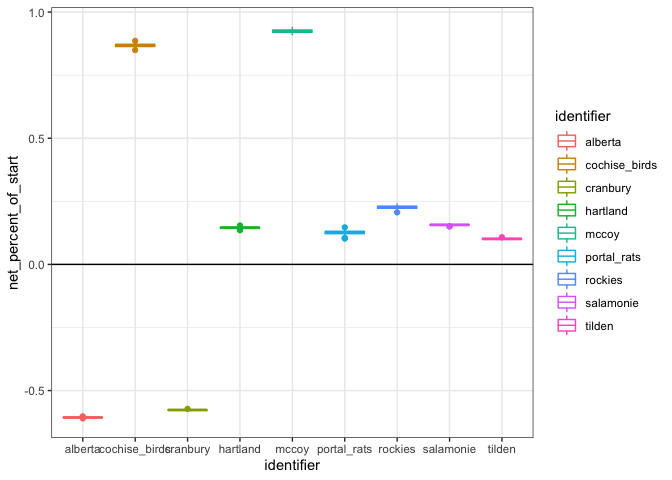 1.0
0.5
0.0
-0.5
net_percent_of_start
alberta cochise_birds cranbury hartland mccoy portal_rats rockies salamonie tilden
identifier
identifier
alberta
cochise_birds
cranbury
hartland
mccoy
portal_rats
rockies
salamonie
tilden